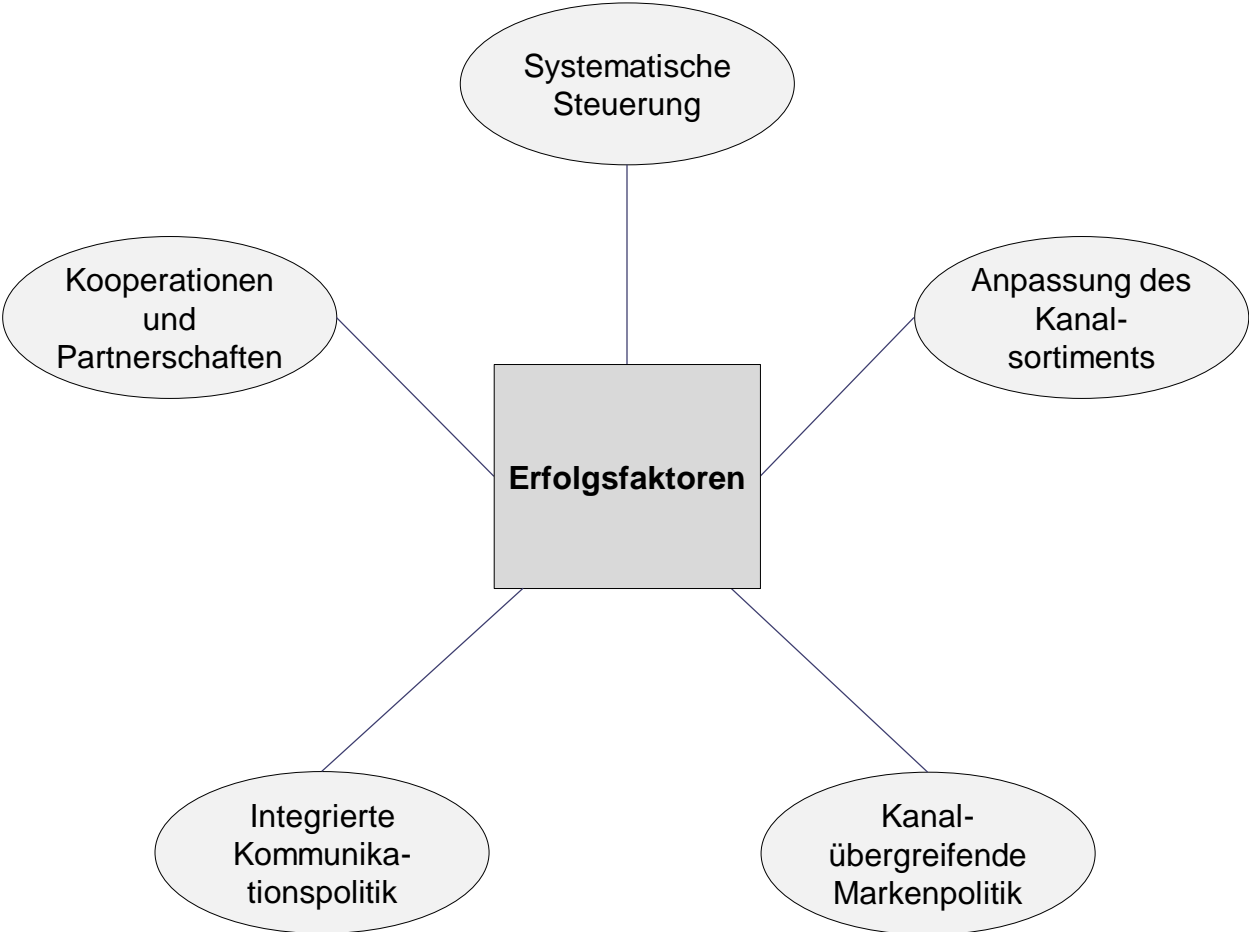 Systematische
Steuerung
Kooperationen
und
Partnerschaften
Anpassung des
Kanal-
sortiments
Erfolgsfaktoren
Integrierte
Kommunika-
tionspolitik
Kanal-
übergreifende
Markenpolitik